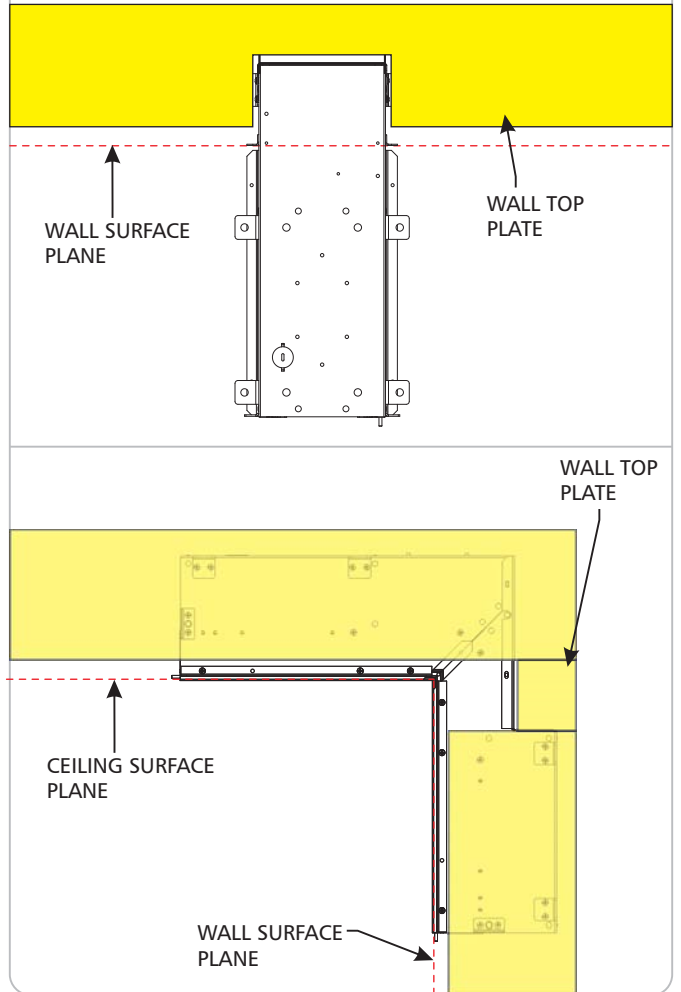 WALL SURFACE
PLANE
WALL TOP
PLATE
WALL TOP
PLATE
CEILING SURFACE
PLANE
WALL SURFACE
PLANE